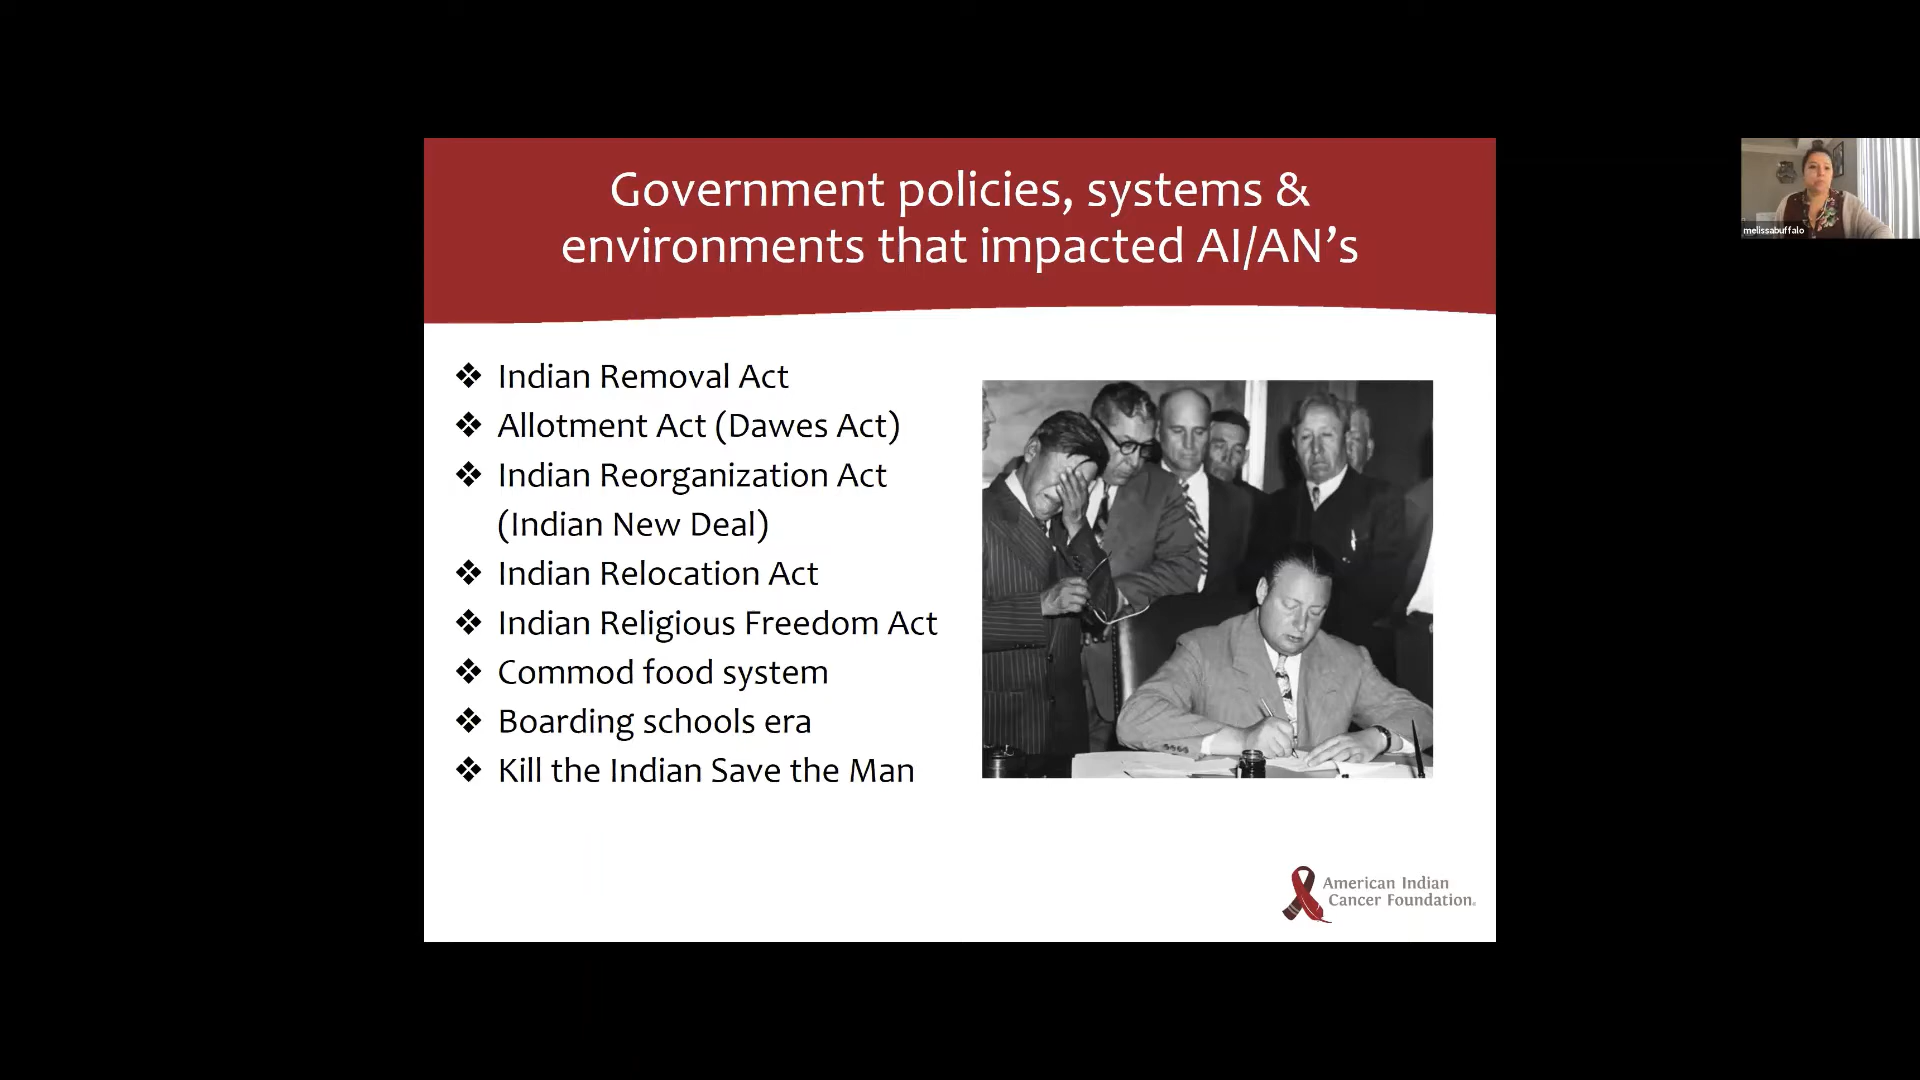 Government policies, systems &
environments that impacted AI/AN’s
❖ Indian Removal Act
❖ Allotment Act (Dawes Act)
❖ Indian Reorganization Act
(Indian New Deal)
❖ Indian Relocation Act
❖ Indian Religious Freedom Act
❖ Commod food system
❖ Boarding schools era
❖ Kill the Indian Save the Man
American Indian
Cancer Foundation.
melissabuffalo